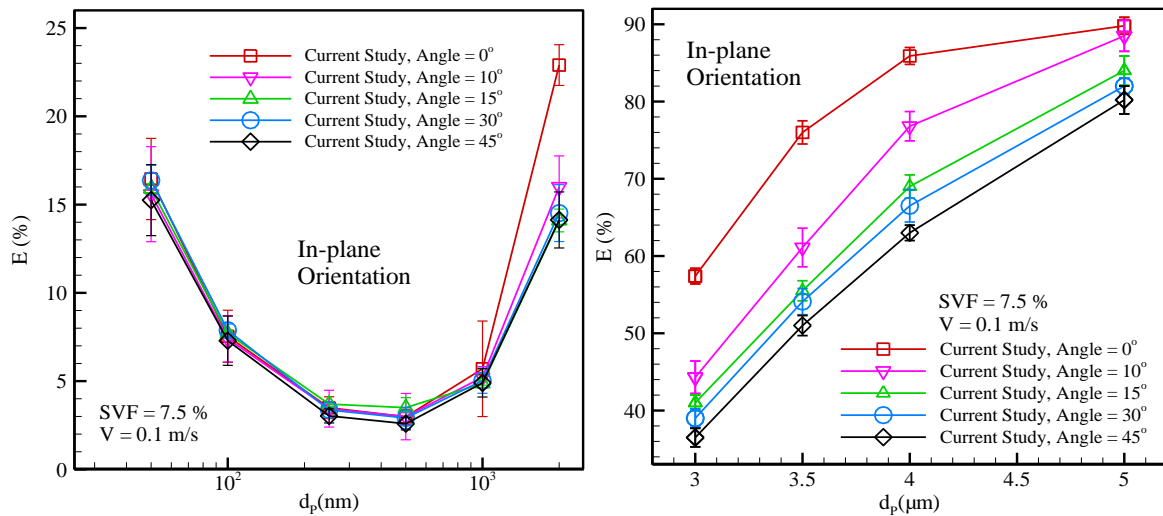 25
20
15
10
5
0
E (%)
Current Study, Angle = 0°
Current Study, Angle = 10°
Current Study, Angle = 15°
Current Study, Angle = 30°
Current Study, Angle = 45°
In-plane
Orientation
SVF = 7.5 %
V = 0.1 m/s
10² 10³
dₚ(nm)
90
80
70
60
50
40
E (%)
In-plane
Orientation
SVF = 7.5 %
V = 0.1 m/s
Current Study, Angle = 0°
Current Study, Angle = 10°
Current Study, Angle = 15°
Current Study, Angle = 30°
Current Study, Angle = 45°
3 3.5 4 4.5 5
dₚ(μm)